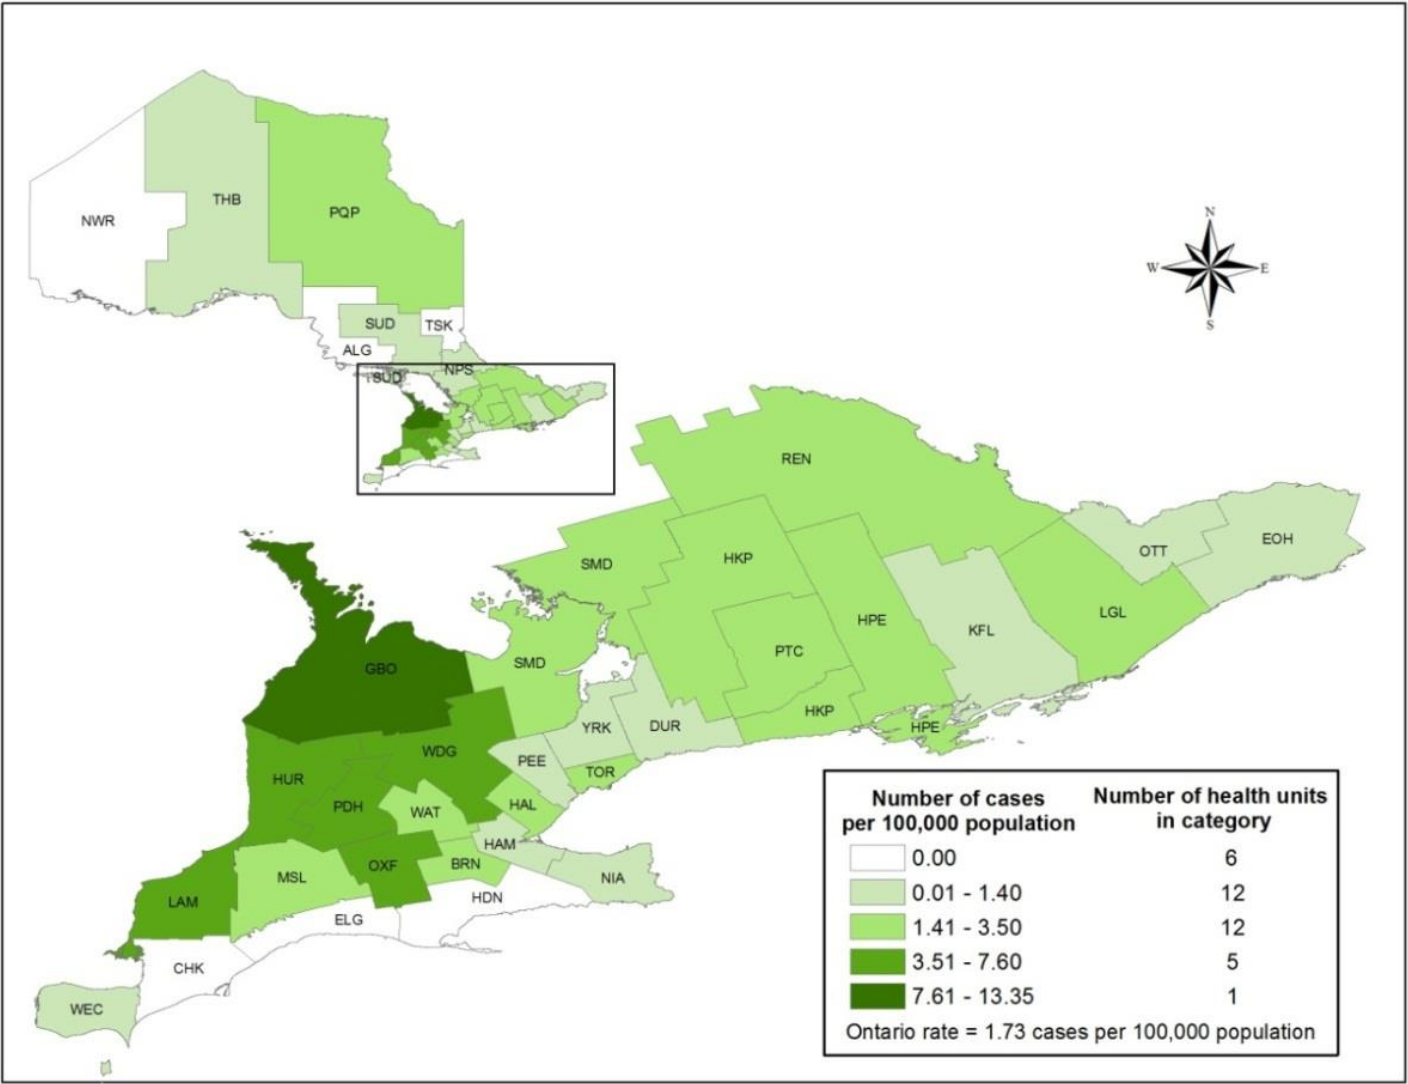 NWR
THB
PQP
SUD
TSK
ALG
SUD
NPS
N
W
E
S
REN
SMD
HKP
OTT
EOH
HPE
KFL
LGL
GBO
SMD
PTC
HKP
HPE
YRK
DUR
WDG
PEE
TOR
HUR
PDH
WAT
HAL
HAM
OXF
BRN
NIA
MSL
LAM
HDN
ELG
CHK
WEC
Number of cases
per 100,000 population
Number of health units
in category
0.00 6
0.01 - 1.40 12
1.41 - 3.50 12
3.51 - 7.60 5
7.61 - 13.35 1
Ontario rate = 1.73 cases per 100,000 population